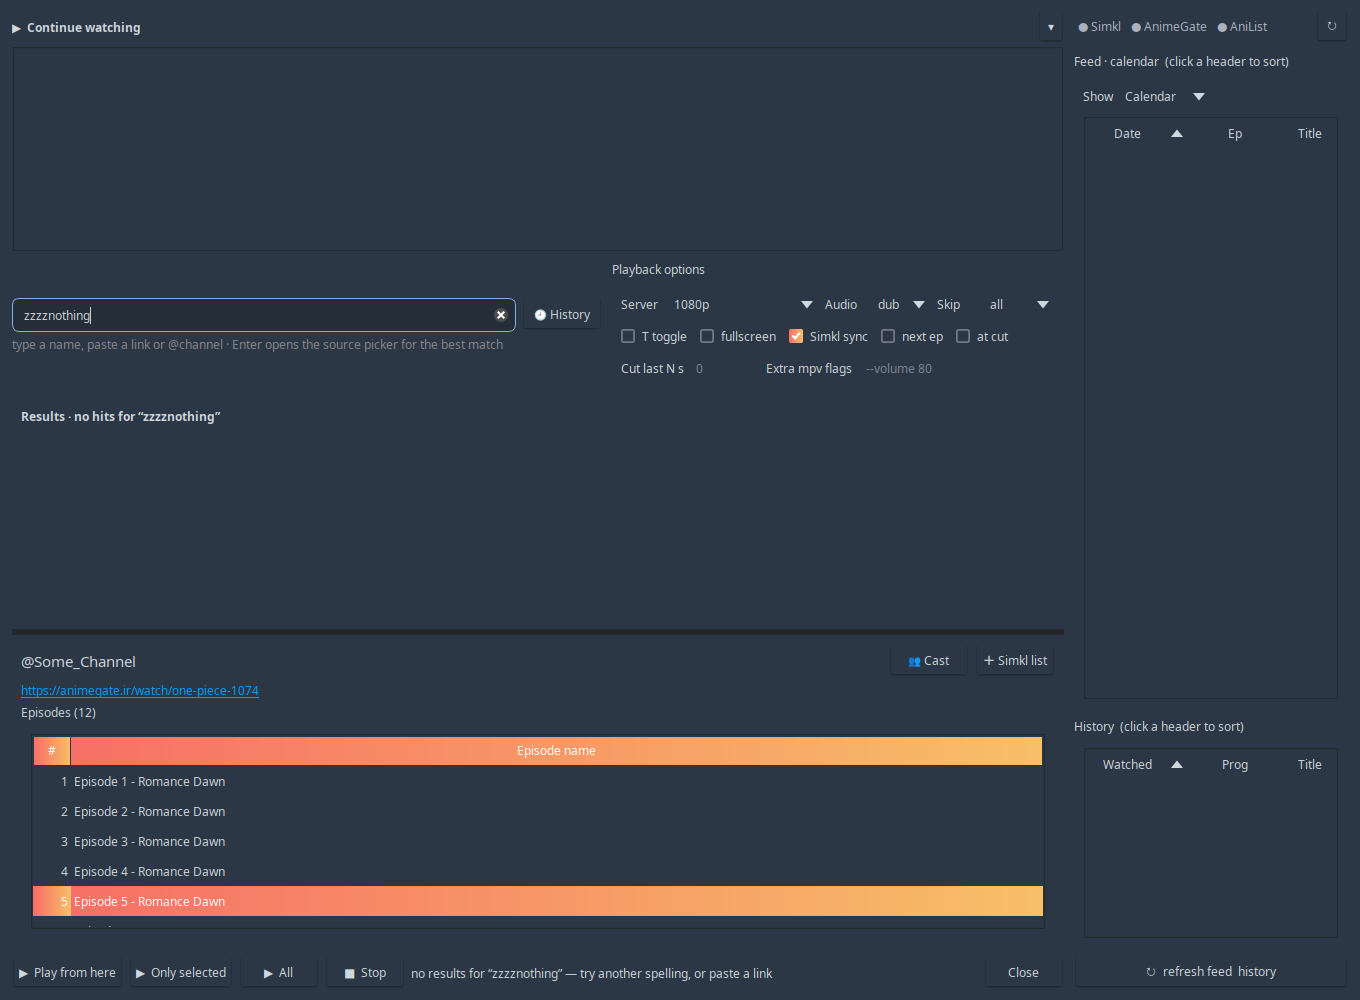 ▶ Continue watching
▼
● Simkl ● AnimeGate ● AniList
↻
Feed · calendar (click a header to sort)
Show Calendar
Date Ep Title
Playback options
zzzznothing
🕘 History
type a name, paste a link or @channel · Enter opens the source picker for the best match
Server 1080p Audio dub Skip all
T toggle fullscreen Simkl sync next ep at cut
Cut last N s 0 Extra mpv flags --volume 80
Results · no hits for “zzzznothing”
@Some_Channel
👥 Cast + Simkl list
https://animegate.ir/watch/one-piece-1074
Episodes (12)
# Episode name
1 Episode 1 - Romance Dawn
2 Episode 2 - Romance Dawn
3 Episode 3 - Romance Dawn
4 Episode 4 - Romance Dawn
5 Episode 5 - Romance Dawn
History (click a header to sort)
Watched Prog Title
▶ Play from here ▶ Only selected ▶ All ■ Stop no results for “zzzznothing” — try another spelling, or paste a link Close
↻ refresh feed history